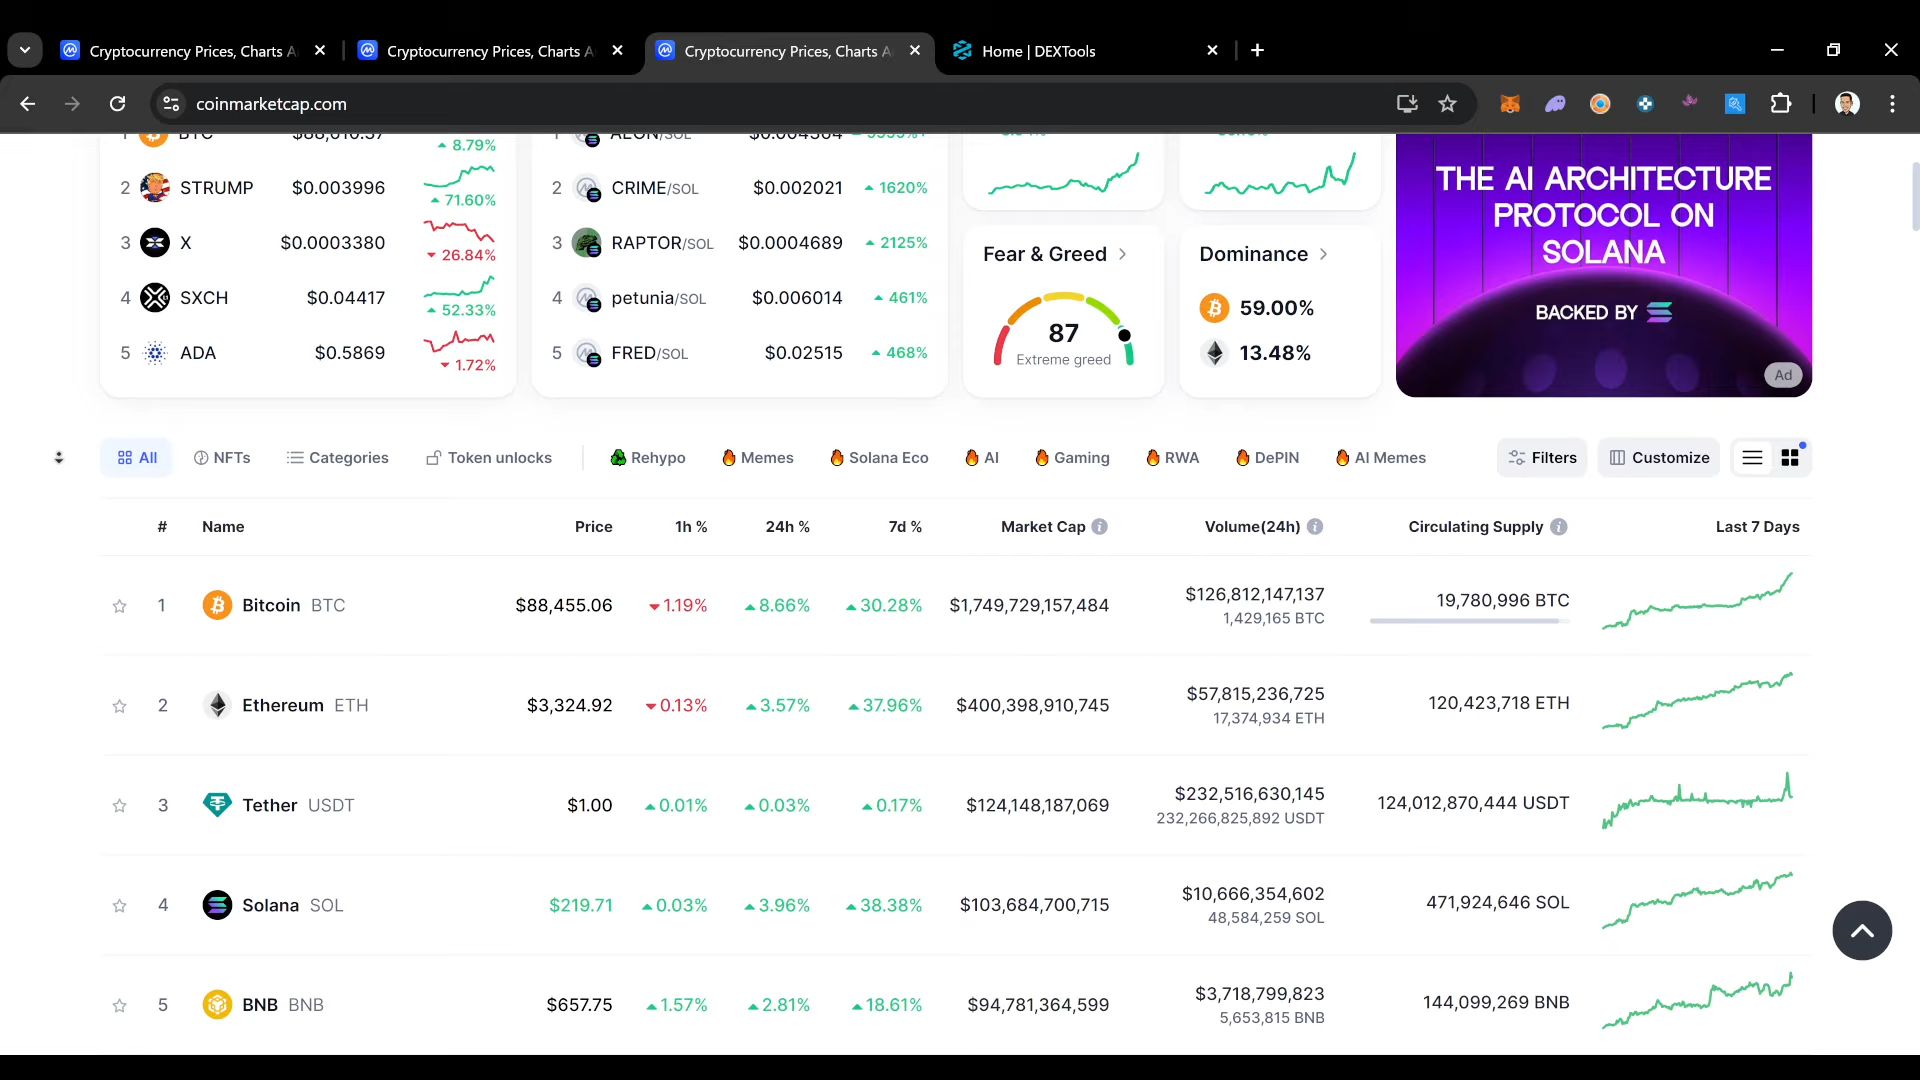 Cryptocurrency Prices, Charts A
Cryptocurrency Prices, Charts A
Cryptocurrency Prices, Charts A
Home | DEXTools
coinmarketcap.com
8.79%
2 STRUMP $0.003996 71.60%
3 X $0.0003380 26.84%
4 SXCH $0.04417 52.33%
5 ADA $0.5869 1.72%
2 CRIME/SOL $0.002021 1620%
3 RAPTOR/SOL $0.0004689 2125%
4 petunia/SOL $0.006014 461%
5 FRED/SOL $0.02515 468%
Fear & Greed
87
Extreme greed
Dominance
59.00%
13.48%
THE AI ARCHITECTURE
PROTOCOL ON
SOLANA
BACKED BY
Ad
All NFTs Categories Token unlocks Rehypo Memes Solana Eco AI Gaming RWA DePIN AI Memes Filters Customize
# Name Price 1h % 24h % 7d % Market Cap Volume(24h) Circulating Supply Last 7 Days
1 Bitcoin BTC $88,455.06 1.19% 8.66% 30.28% $1,749,729,157,484 $126,812,147,137 19,780,996 BTC
1,429,165 BTC
2 Ethereum ETH $3,324.92 0.13% 3.57% 37.96% $400,398,910,745 $57,815,236,725 120,423,718 ETH
17,374,934 ETH
3 Tether USDT $1.00 0.01% 0.03% 0.17% $124,148,187,069 $232,516,630,145 124,012,870,444 USDT
232,266,825,892 USDT
4 Solana SOL $219.71 0.03% 3.96% 38.38% $103,684,700,715 $10,666,354,602 471,924,646 SOL
48,584,259 SOL
5 BNB BNB $657.75 1.57% 2.81% 18.61% $94,781,364,599 $3,718,799,823 144,099,269 BNB
5,653,815 BNB